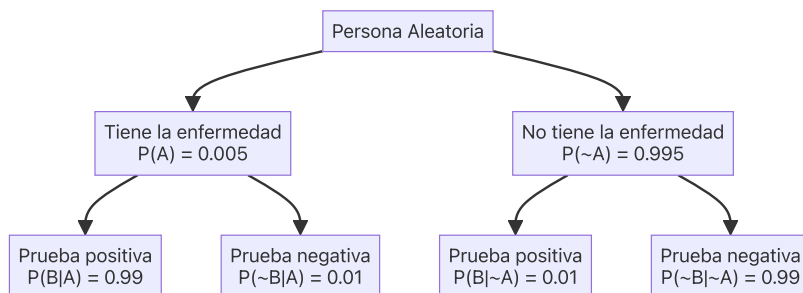 Persona Aleatoria
Tiene la enfermedad
P(A) = 0.005
No tiene la enfermedad
P(~A) = 0.995
Prueba positiva
P(B|A) = 0.99
Prueba negativa
P(~B|A) = 0.01
Prueba positiva
P(B|~A) = 0.01
Prueba negativa
P(~B|~A) = 0.99